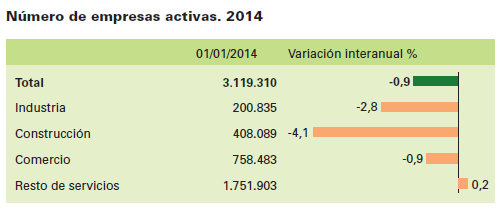 Número de empresas activas. 2014
01/01/2014 Variación interanual %
Total 3.119.310 -0,9
Industria 200.835 -2,8
Construcción 408.089 -4,1
Comercio 758.483 -0,9
Resto de servicios 1.751.903 0,2